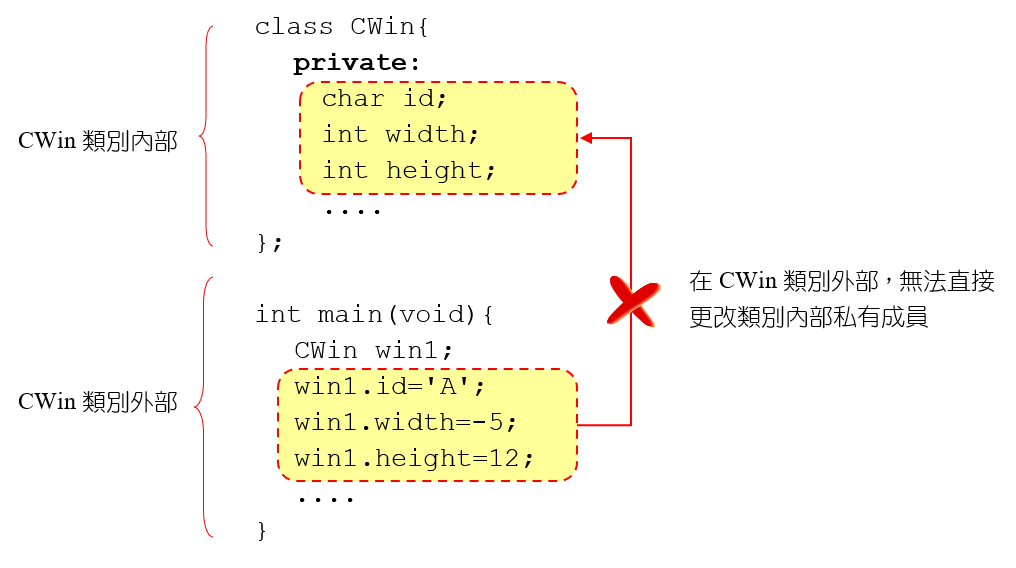 class CWin{
private:
char id;
int width;
int height;
....
};
CWin 類別內部
int main(void){
CWin win1;
win1.id='A';
win1.width=-5;
win1.height=12;
....
}
CWin 類別外部
在 CWin 類別外部，無法直接
更改類別內部私有成員